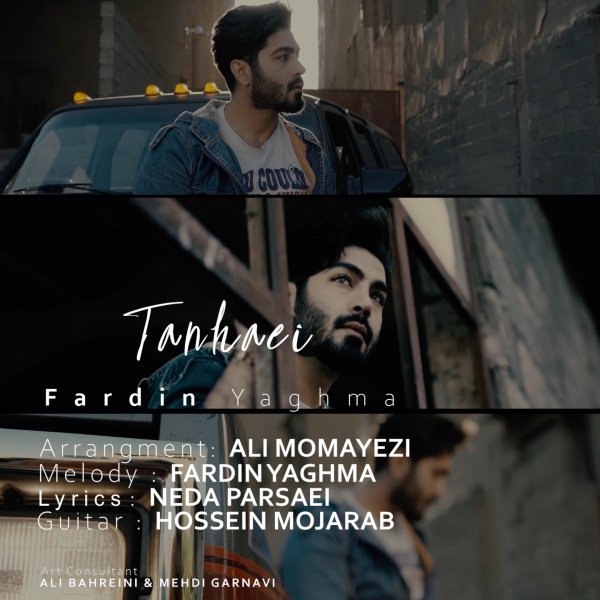 U COULD
Tanhaei
Fardin Yaghma
Arrangment: ALI MOMAYEZI
Melody : FARDIN YAGHMA
Lyrics : NEDA PARSAEI
Guitar : HOSSEIN MOJARAB
Art Consultant
ALI BAHREINI & MEHDI GARNAVI